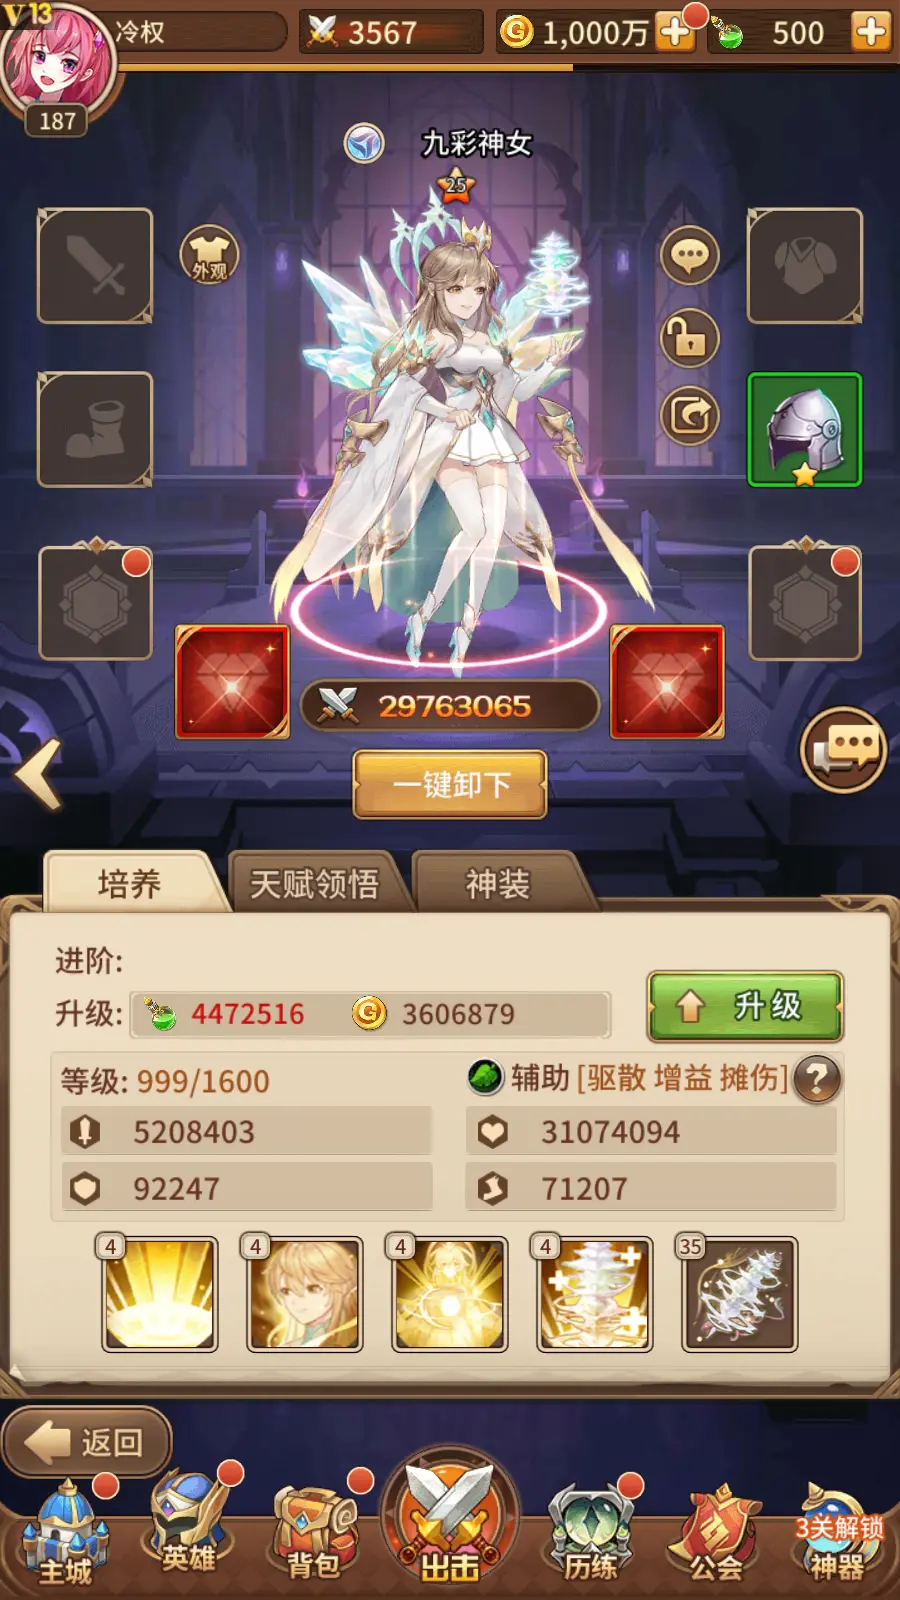 V13
冷权
3567
1,000万
500
187
九彩神女
25
外观
29763065
一键卸下
培养
天赋领悟
神装
进阶:
升级:
4472516
3606879
升级
等级: 999/1600
辅助 [驱散 增益 摊伤]
?
5208403
31074094
92247
71207
4
4
4
4
35
返回
主城
英雄
背包
出击
历练
公会
3关解锁
神器